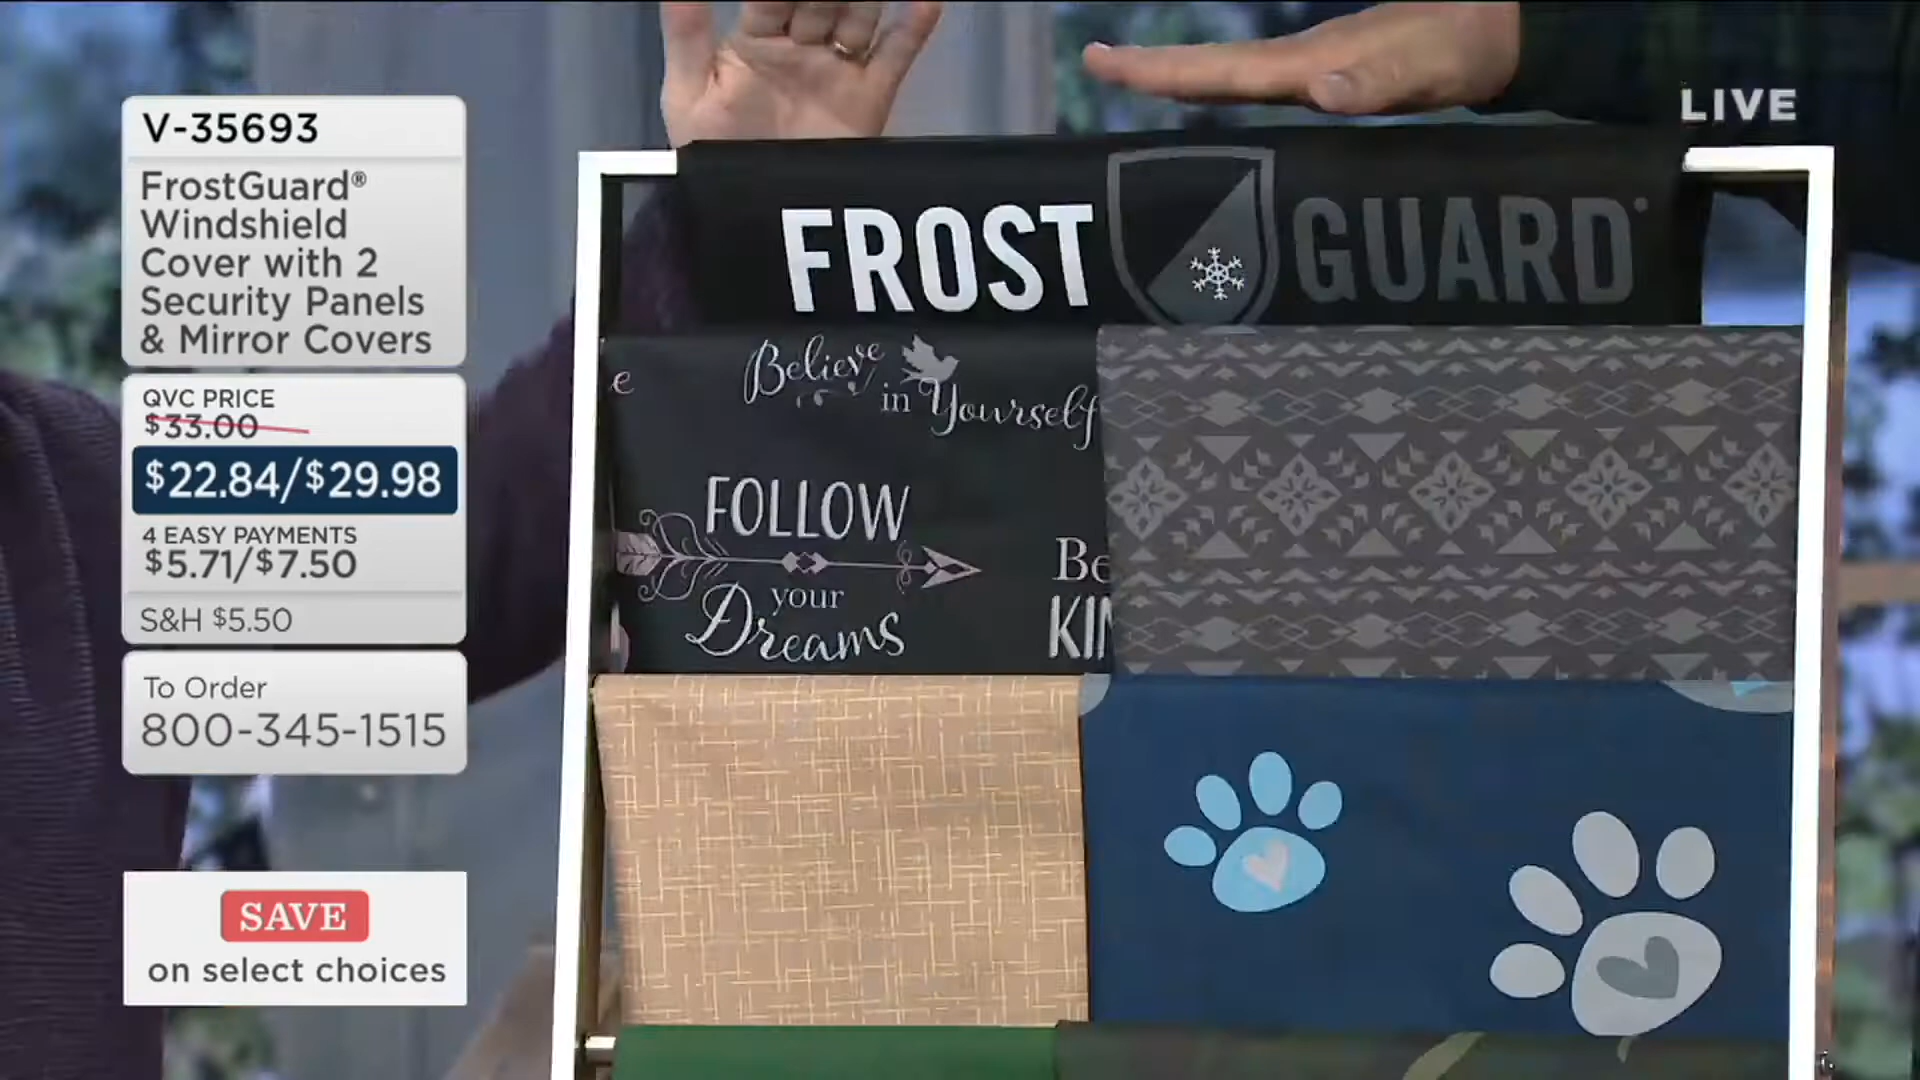 V-35693
FrostGuard®
Windshield
Cover with 2
Security Panels
& Mirror Covers
QVC PRICE
$33.00
$22.84/$29.98
4 EASY PAYMENTS
$5.71/$7.50
S&H $5.50
To Order
800-345-1515
SAVE
on select choices
LIVE
FROST GUARD
e
Believe
in Yourself
FOLLOW
your
Dreams
Be
KIN